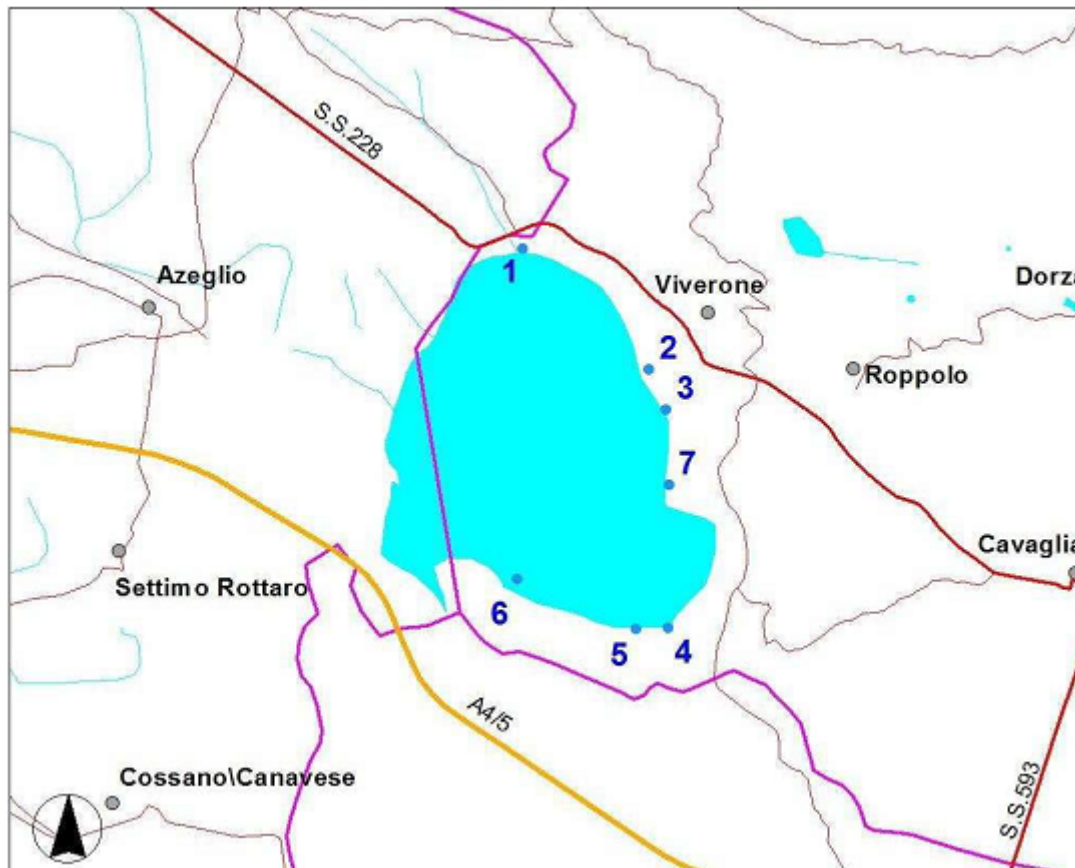 S.S.228
Azeglio
1
Viverone
Dorza
2
Roppolo
3
7
Cavaglia
Settimo Rottaro
6
5
4
A4/5
Cossano\Canavese
S.S.593